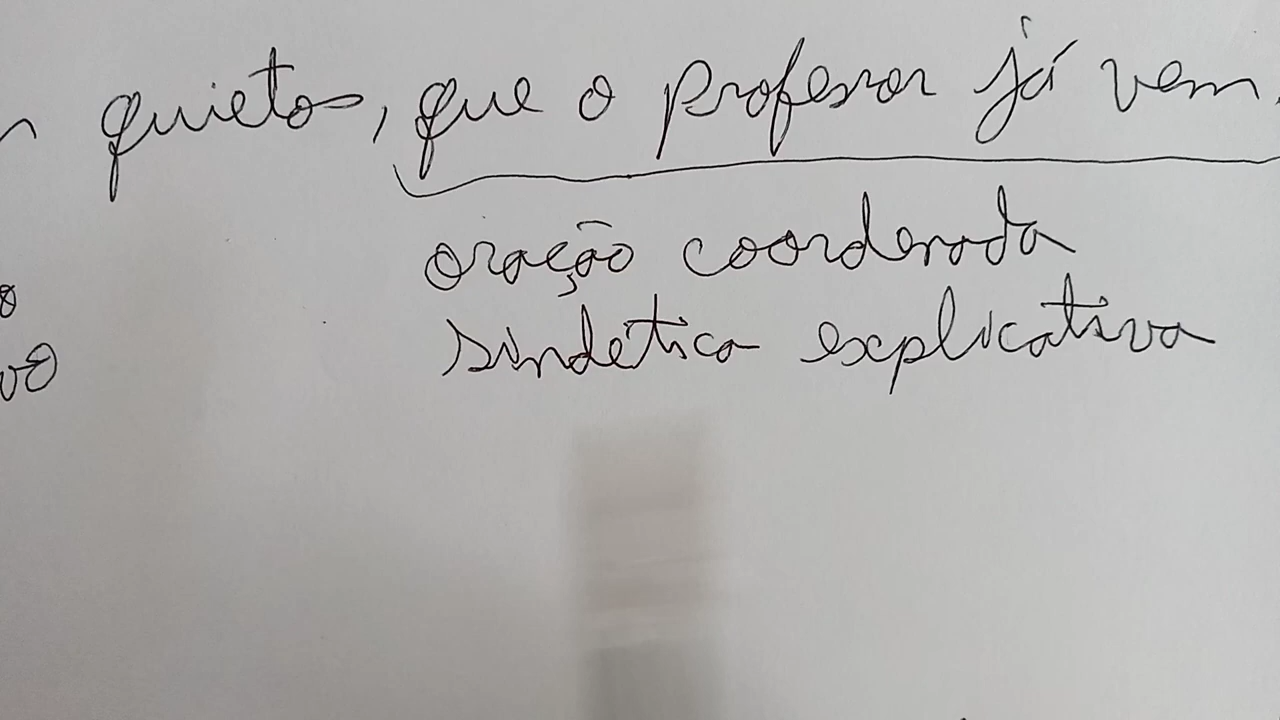 quietos, que o professor já vem.
oração coordenada
sindética explicativa